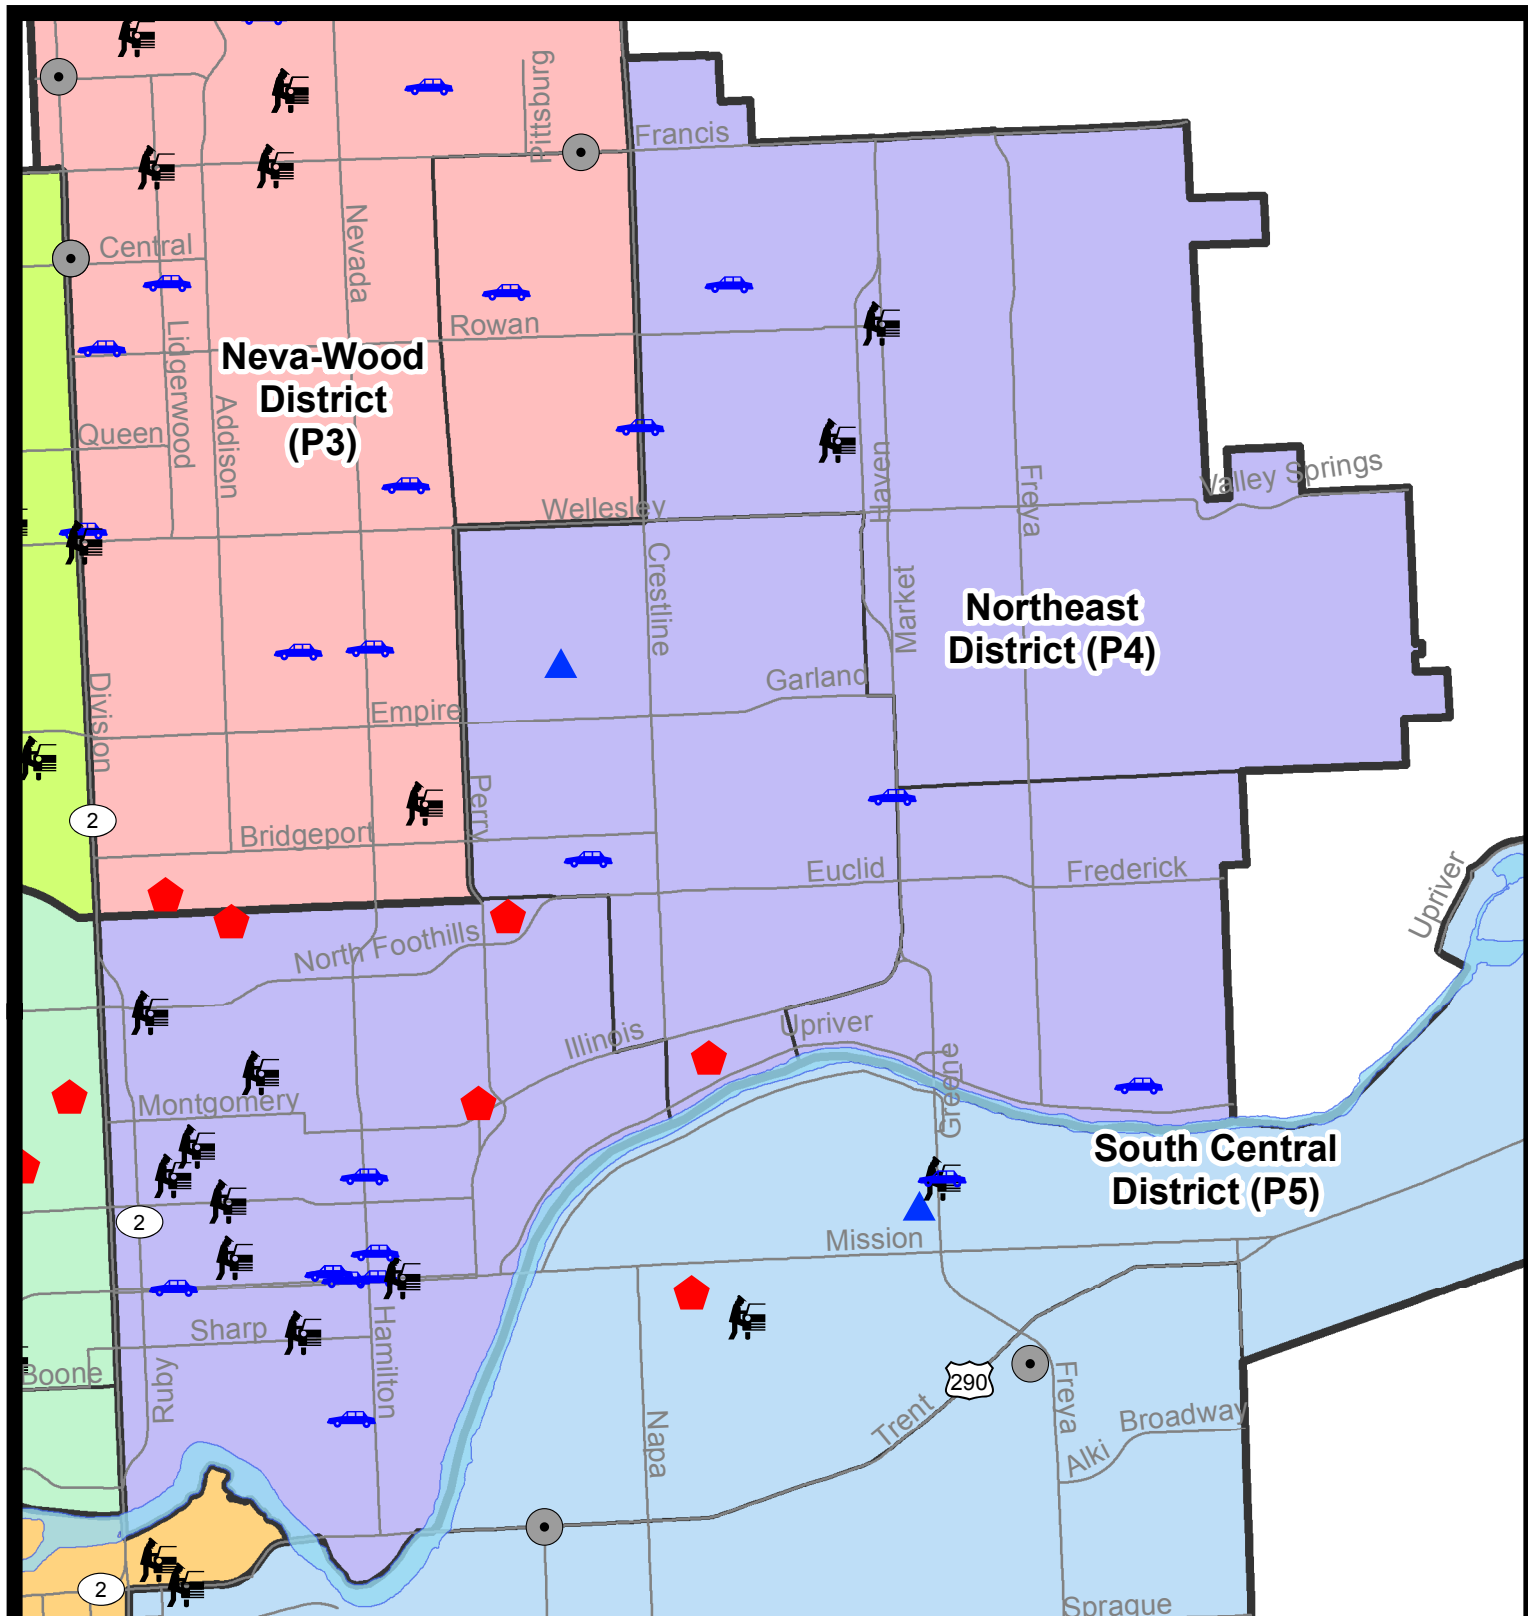 Pittsburg
Francis
Central
Nevada
Rowan
Lidgerwood
Neva-Wood
District
(P3)
Addison
Queen
Haven
Freya
Valley Springs
Wellesley
Crestline
Market
Northeast
District (P4)
Division
Garland
Empire
Perry
2
Bridgeport
Euclid
Frederick
Upriver
North Foothills
Illinois
Upriver
Greene
Montgomery
South Central
District (P5)
2
Mission
Sharp
Hamilton
Boone
Ruby
290
Freya
Napa
Trent
Broadway
Alki
2
Sprague